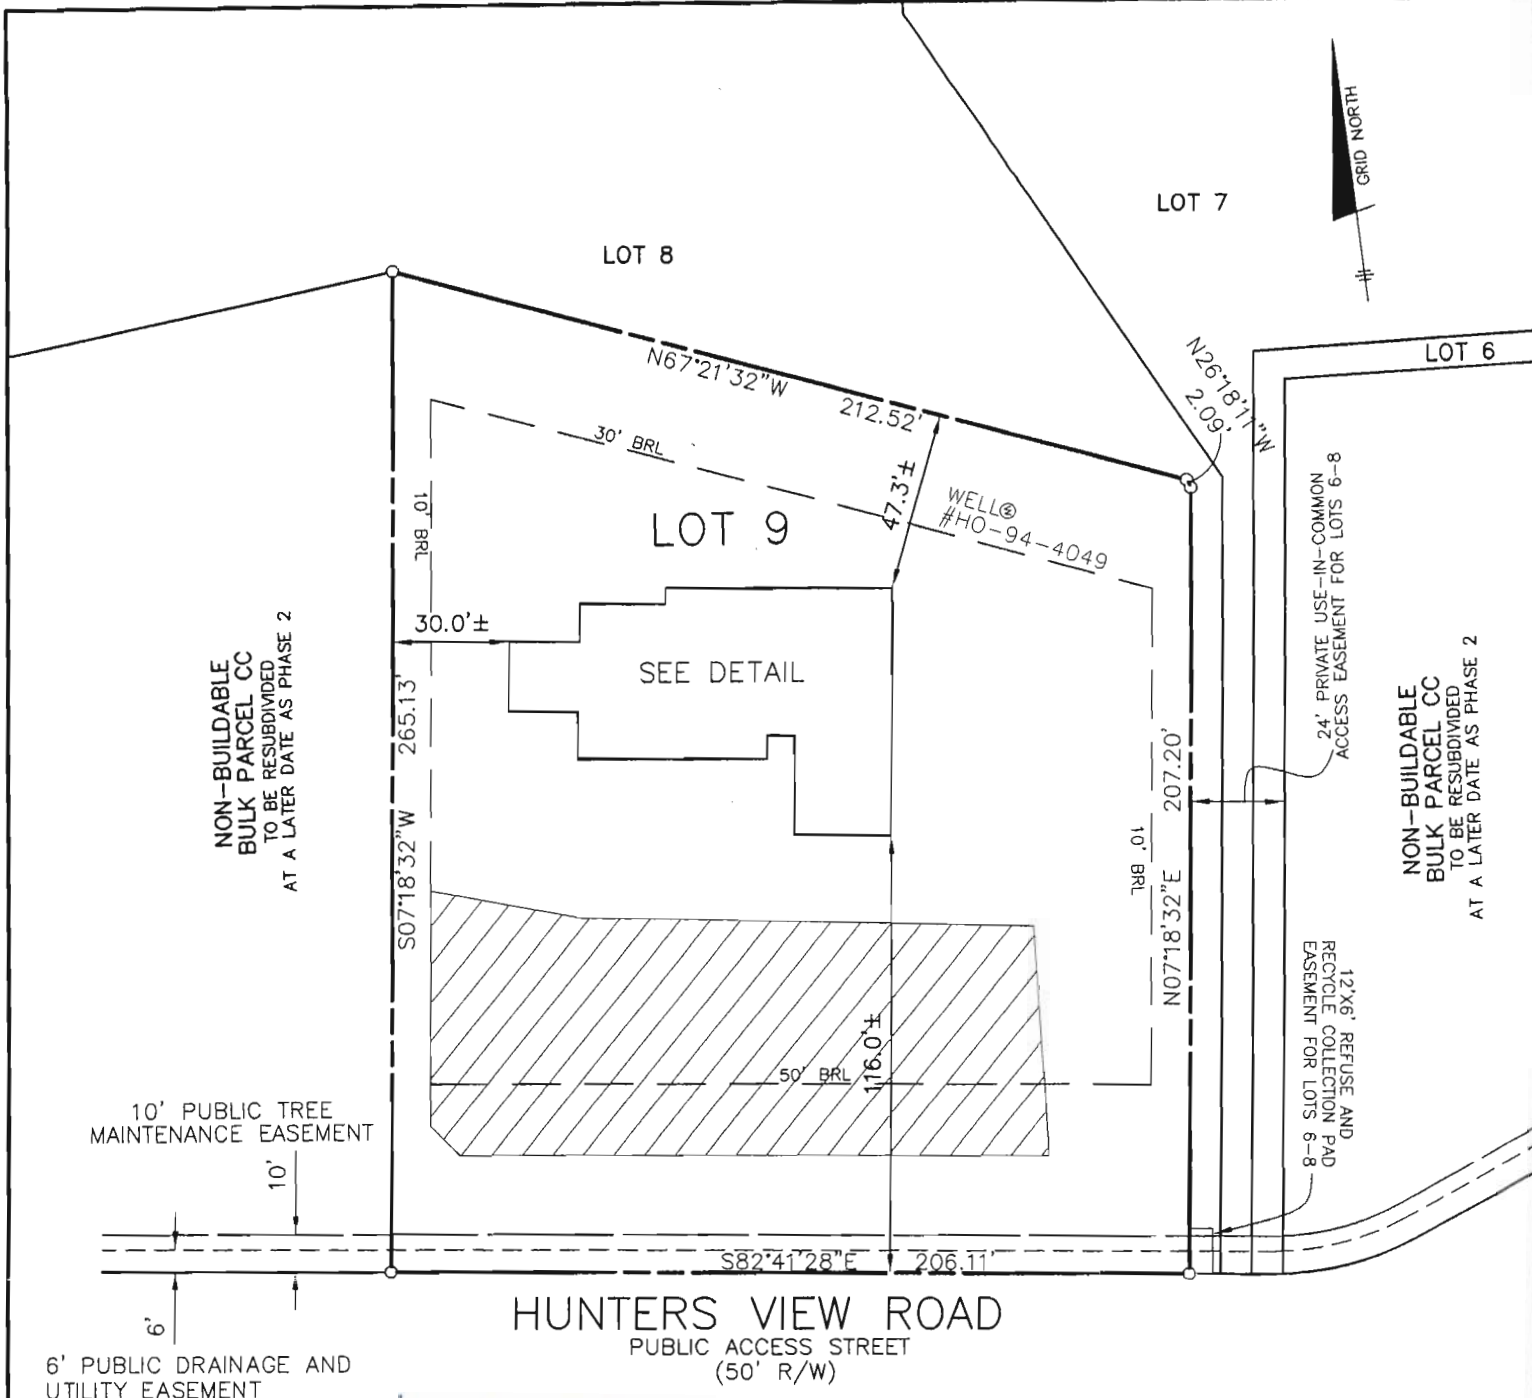 GRID NORTH
LOT 7
LOT 8
LOT 6
N67°21'32"W
212.52'
N26°18'11"W
2.09'
30' BRL
47.3'±
WELL
#HO-94-4049
LOT 9
10' BRL
24' PRIVATE USE-IN-COMMON
ACCESS EASEMENT FOR LOTS 6-8
30.0'±
SEE DETAIL
NON-BUILDABLE
BULK PARCEL CC
TO BE RESUBDIVIDED
AT A LATER DATE AS PHASE 2
S07°18'32"W 265.13'
N07°18'32"E 207.20'
10' BRL
NON-BUILDABLE
BULK PARCEL CC
TO BE RESUBDIVIDED
AT A LATER DATE AS PHASE 2
12'X6' REFUSE AND
RECYCLE COLLECTION PAD
EASEMENT FOR LOTS 6-8
50' BRL
116.0'±
10' PUBLIC TREE
MAINTENANCE EASEMENT
10'
S82°41'28"E 206.11'
HUNTERS VIEW ROAD
PUBLIC ACCESS STREET
(50' R/W)
6'
6' PUBLIC DRAINAGE AND
UTILITY EASEMENT